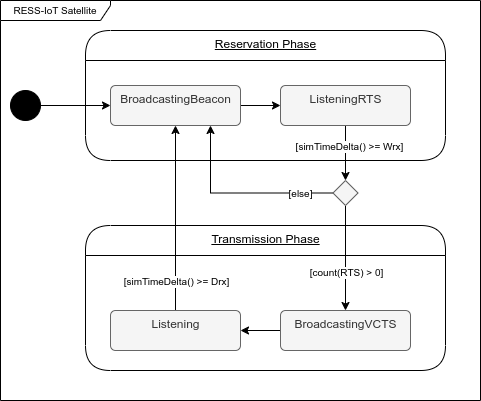 RESS-IoT Satellite
Reservation Phase
BroadcastingBeacon
ListeningRTS
[simTimeDelta() >= Wrx]
[else]
Transmission Phase
[simTimeDelta() >= Drx]
[count(RTS) > 0]
Listening
BroadcastingVCTS